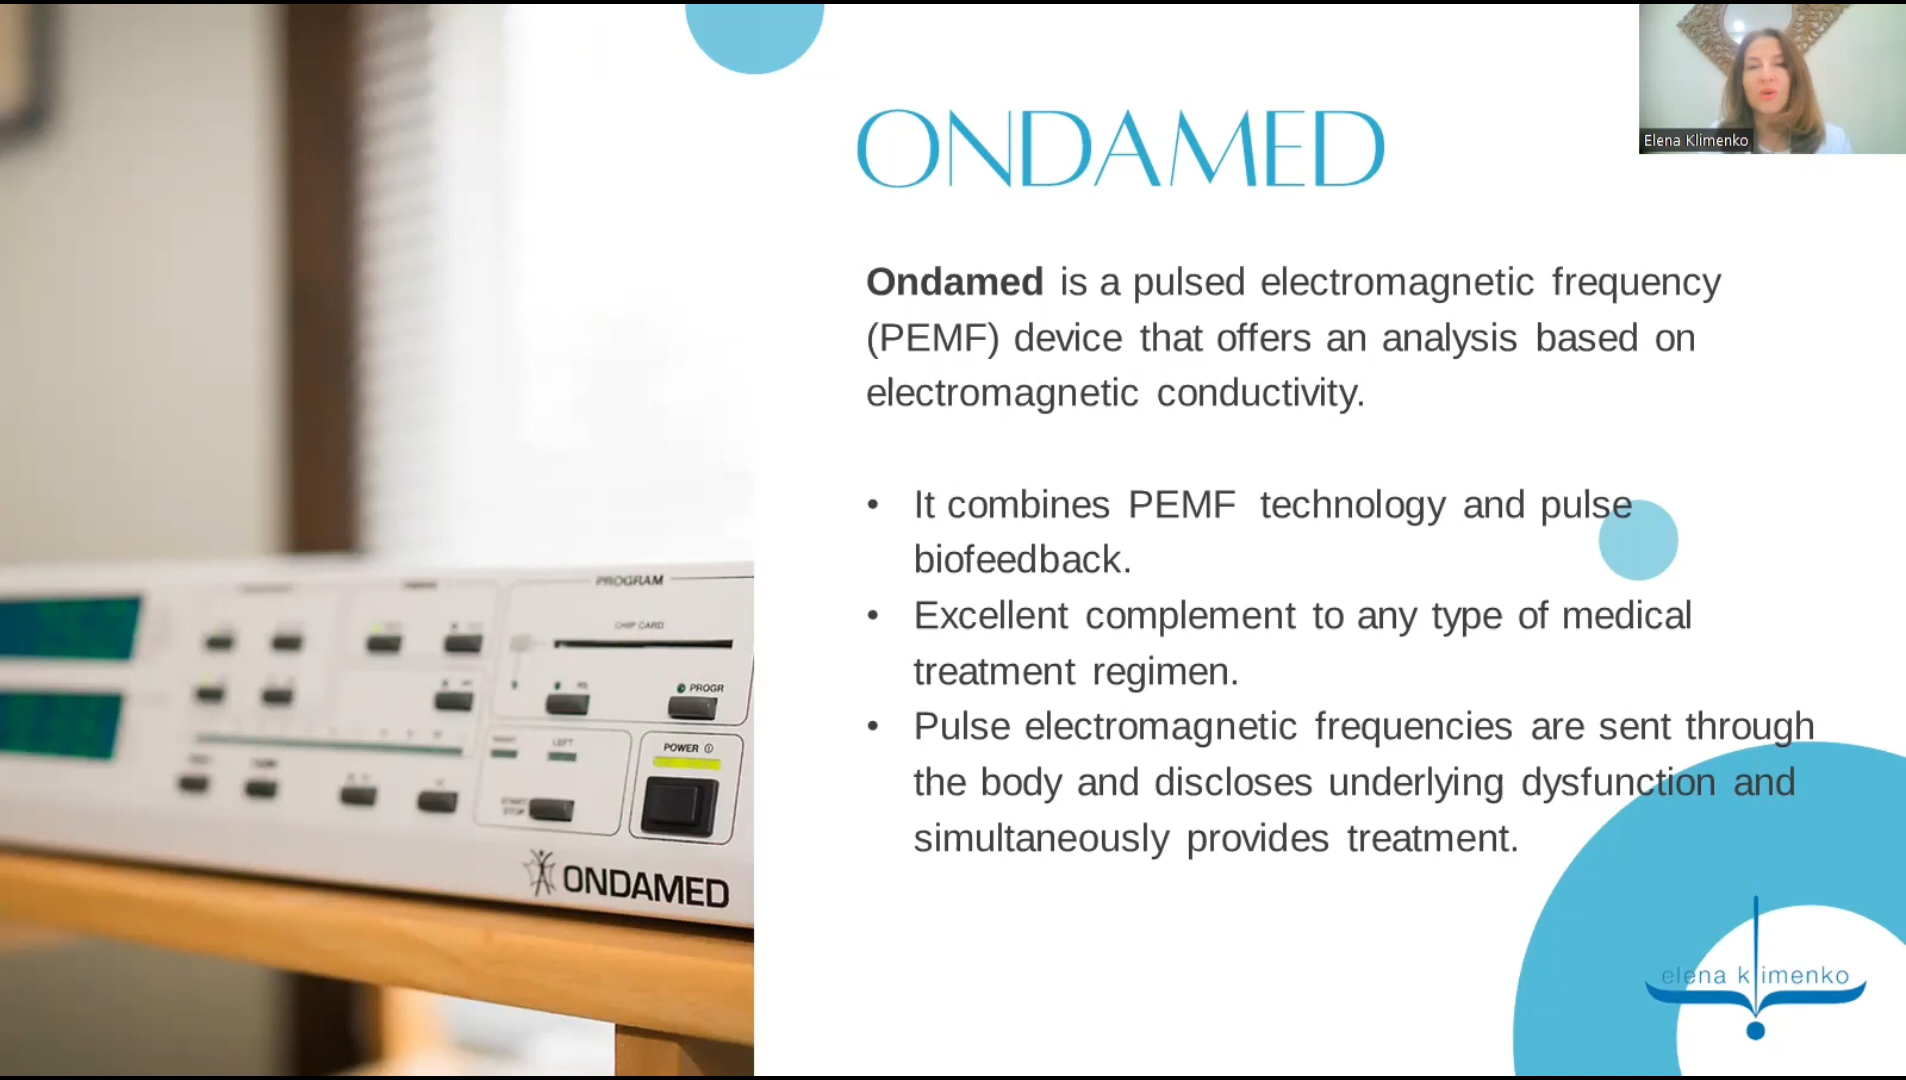 ONDAMED
Elena Klimenko
Ondamed is a pulsed electromagnetic frequency
(PEMF) device that offers an analysis based on
electromagnetic conductivity.
• It combines PEMF technology and pulse
biofeedback.
• Excellent complement to any type of medical
treatment regimen.
• Pulse electromagnetic frequencies are sent through
the body and discloses underlying dysfunction and
simultaneously provides treatment.
PROGRAM
CHIP CARD
PROGR
LEFT
POWER
START
STOP
ONDAMED
elena klimenko